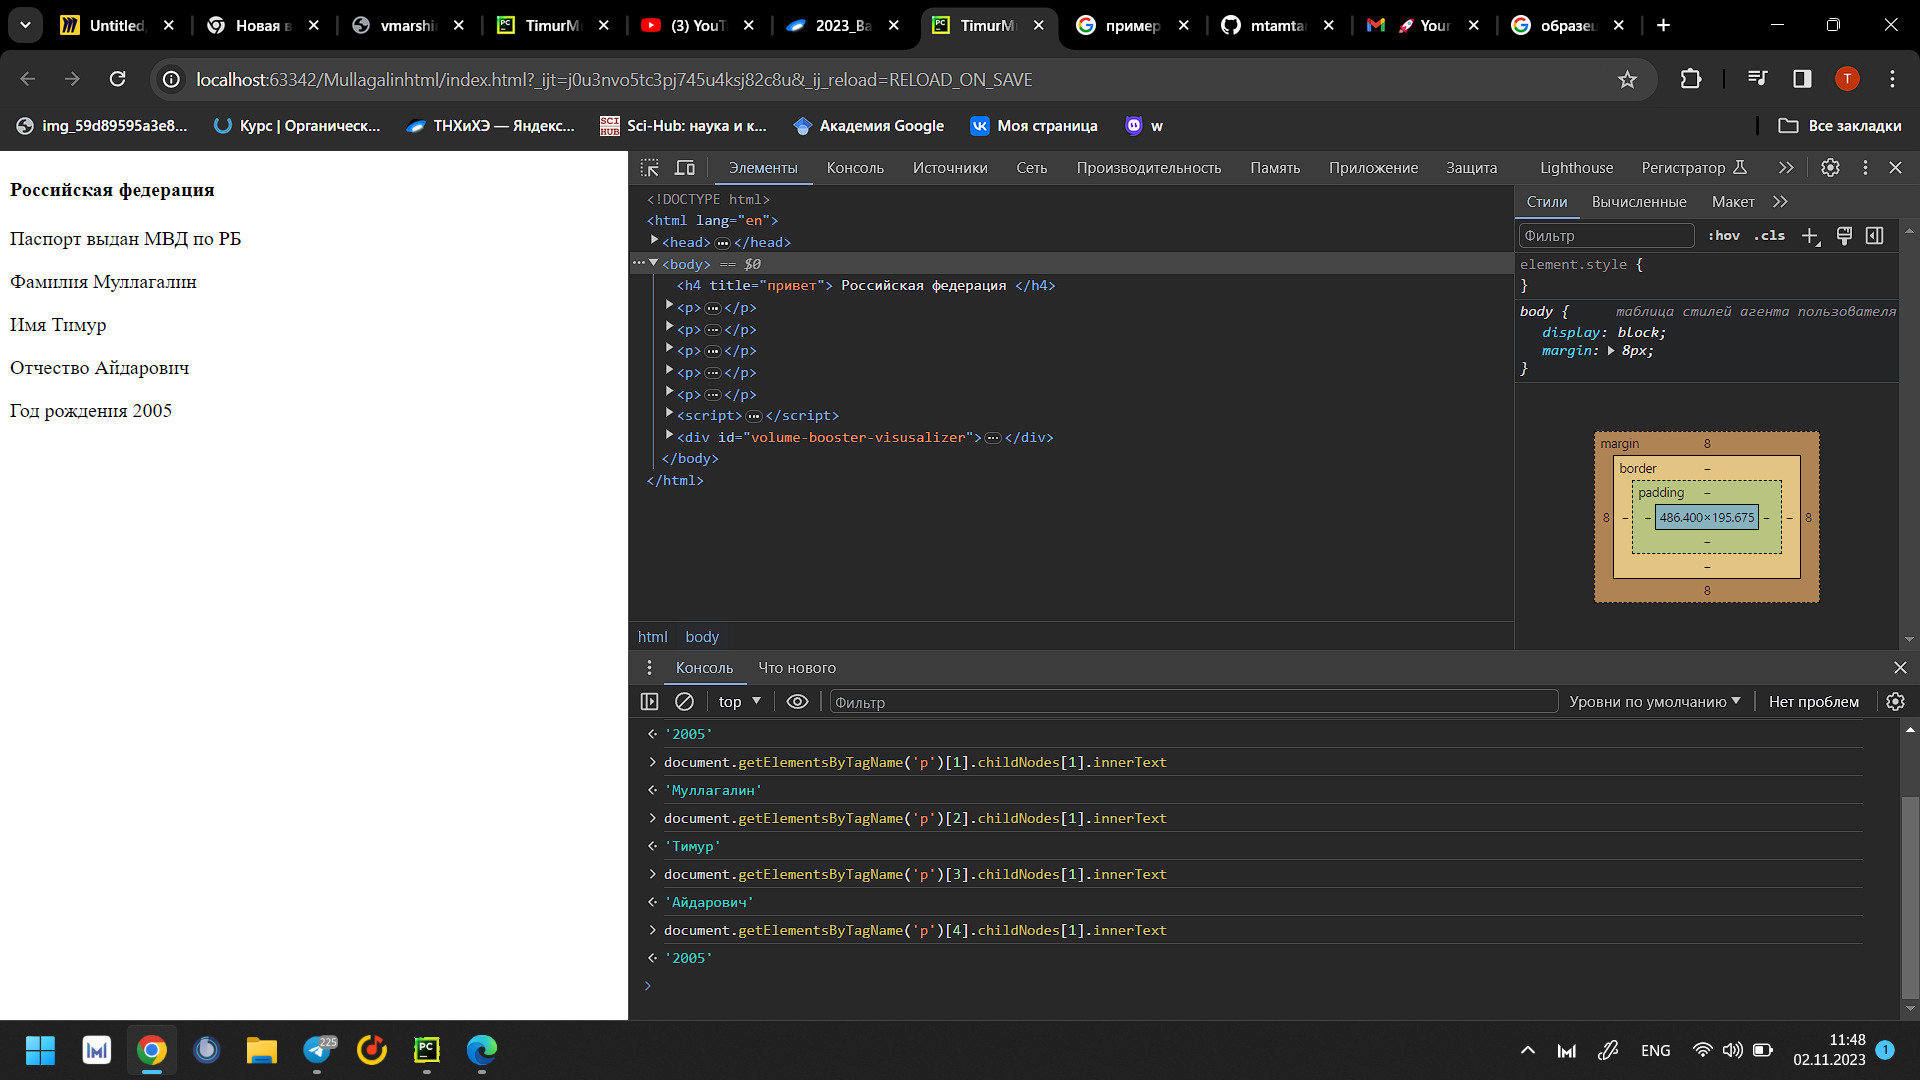 Untitled,
Новая в
vmarshi
TimurM
(3) YouT
2023_Ba
TimurM
пример
mtamta
Your
образец
localhost:63342/Mullagalinhtml/index.html?_ijt=j0u3nvo5tc3pj745u4ksj82c8u&_ij_reload=RELOAD_ON_SAVE
T
img_59d89595a3e8...
Курс | Органическ...
ТНХиХЭ — Яндекс...
SCI HUB
Sci-Hub: наука и к...
Академия Google
Моя страница
w
Все закладки
Российская федерация
Паспорт выдан МВД по РБ
Фамилия Муллагалин
Имя Тимур
Отчество Айдарович
Год рождения 2005
Элементы Консоль Источники Сеть Производительность Память Приложение Защита Lighthouse Регистратор
<!DOCTYPE html>
<html lang="en">
<head>…</head>
<body> == $0
<h4 title="привет"> Российская федерация </h4>
<p>…</p>
<p>…</p>
<p>…</p>
<p>…</p>
<p>…</p>
<script>…</script>
<div id="volume-booster-visusalizer">…</div>
</body>
</html>
html body
Стили Вычисленные Макет
Фильтр :hov .cls
element.style {
}
body { таблица стилей агента пользователя
display: block;
margin: 8px;
}
margin 8
border –
padding –
8 – – 486.400×195.675 – – 8
–
–
8
Консоль Что нового
top Фильтр Уровни по умолчанию Нет проблем
'2005'
document.getElementsByTagName('p')[1].childNodes[1].innerText
'Муллагалин'
document.getElementsByTagName('p')[2].childNodes[1].innerText
'Тимур'
document.getElementsByTagName('p')[3].childNodes[1].innerText
'Айдарович'
document.getElementsByTagName('p')[4].childNodes[1].innerText
'2005'
225
PC
ENG
11:48
02.11.2023
1